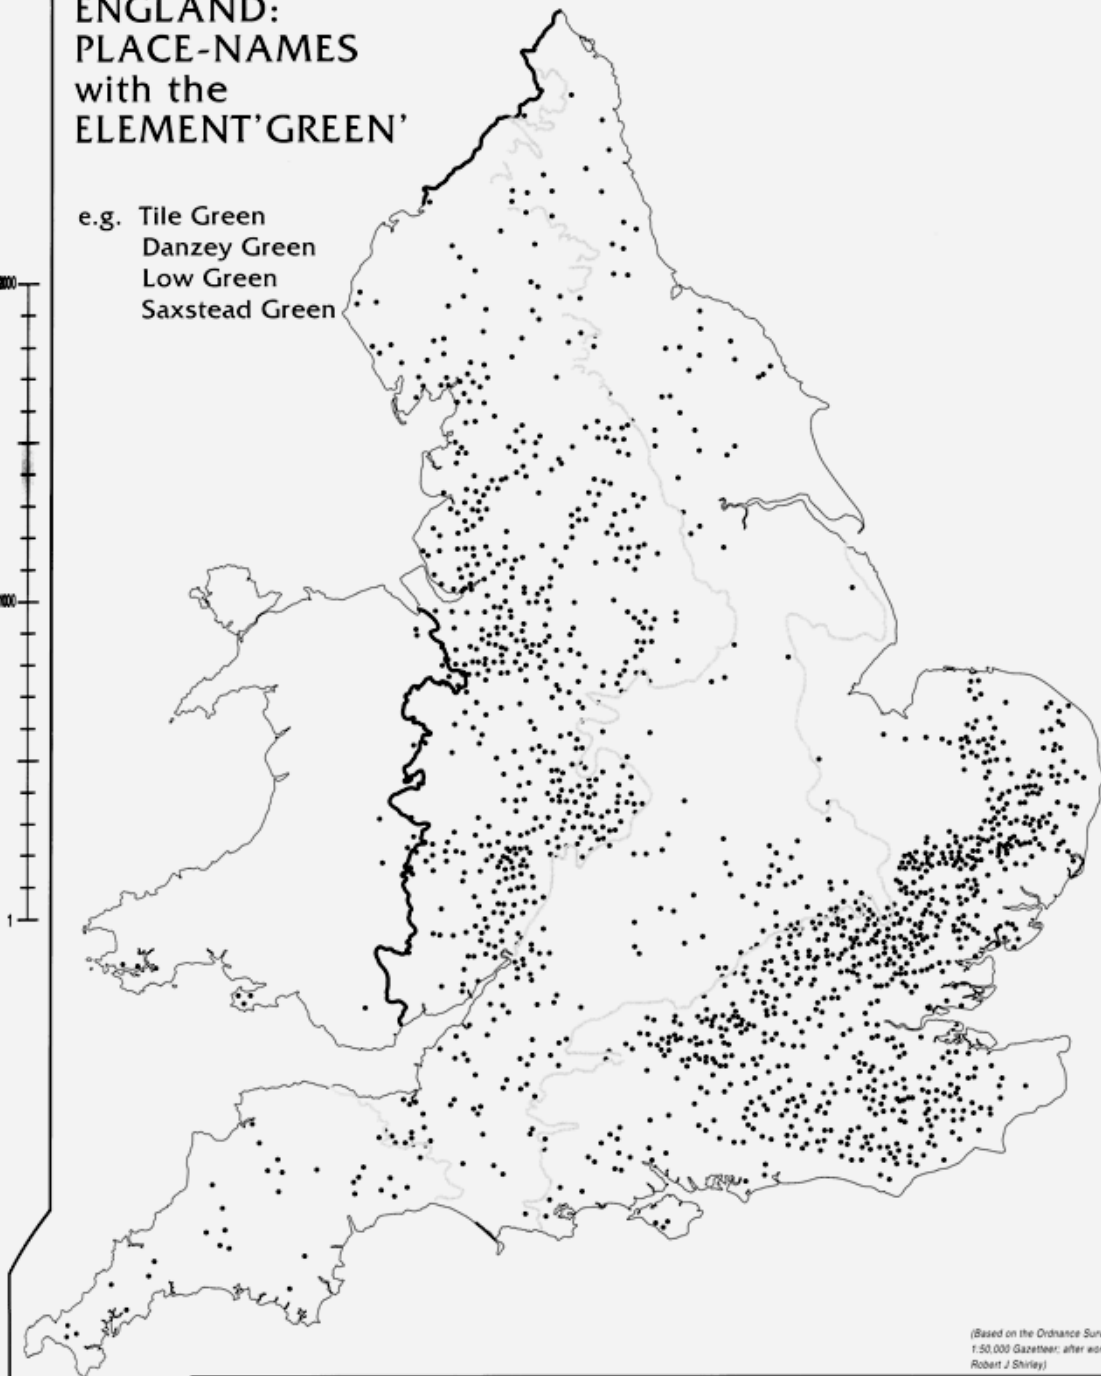 ENGLAND:
PLACE-NAMES
with the
ELEMENT'GREEN'
e.g. Tile Green
Danzey Green
Low Green
Saxstead Green
1
(Based on the Ordnance
1:50,000 Gazetteer; after
Robert J Shirley)